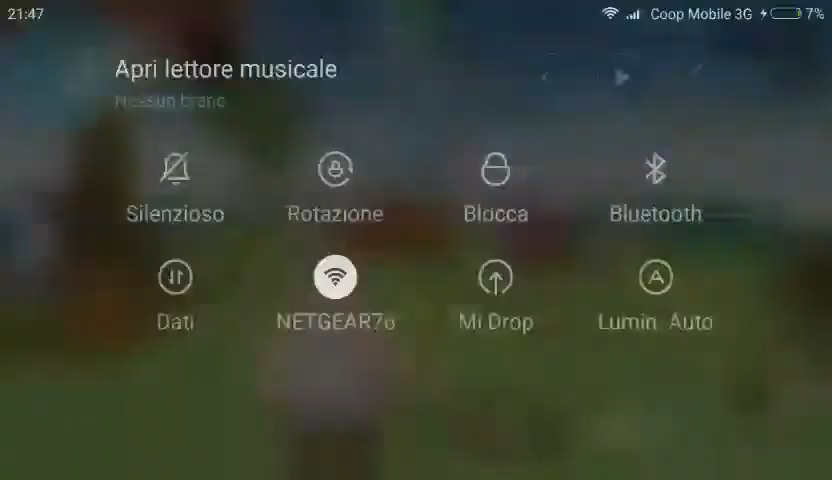 21:47 Coop Mobile 3G 7%
Apri lettore musicale
Nessun brano
Silenzioso Rotazione Blocca Bluetooth
Dati NETGEAR76 Mi Drop Lumin. Auto